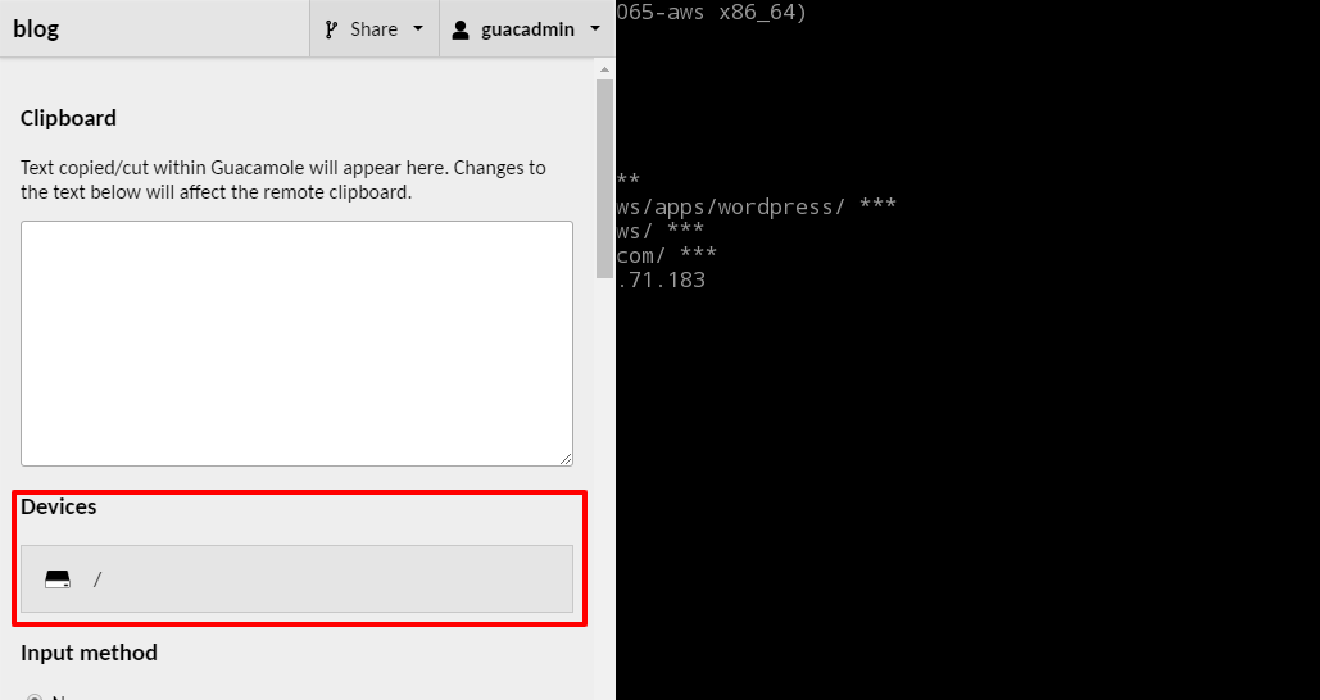 blog
Share
guacadmin
Clipboard
Text copied/cut within Guacamole will appear here. Changes to
the text below will affect the remote clipboard.
Devices
/
Input method
065-aws x86_64)
**
ws/apps/wordpress/ ***
ws/ ***
com/ ***
.71.183